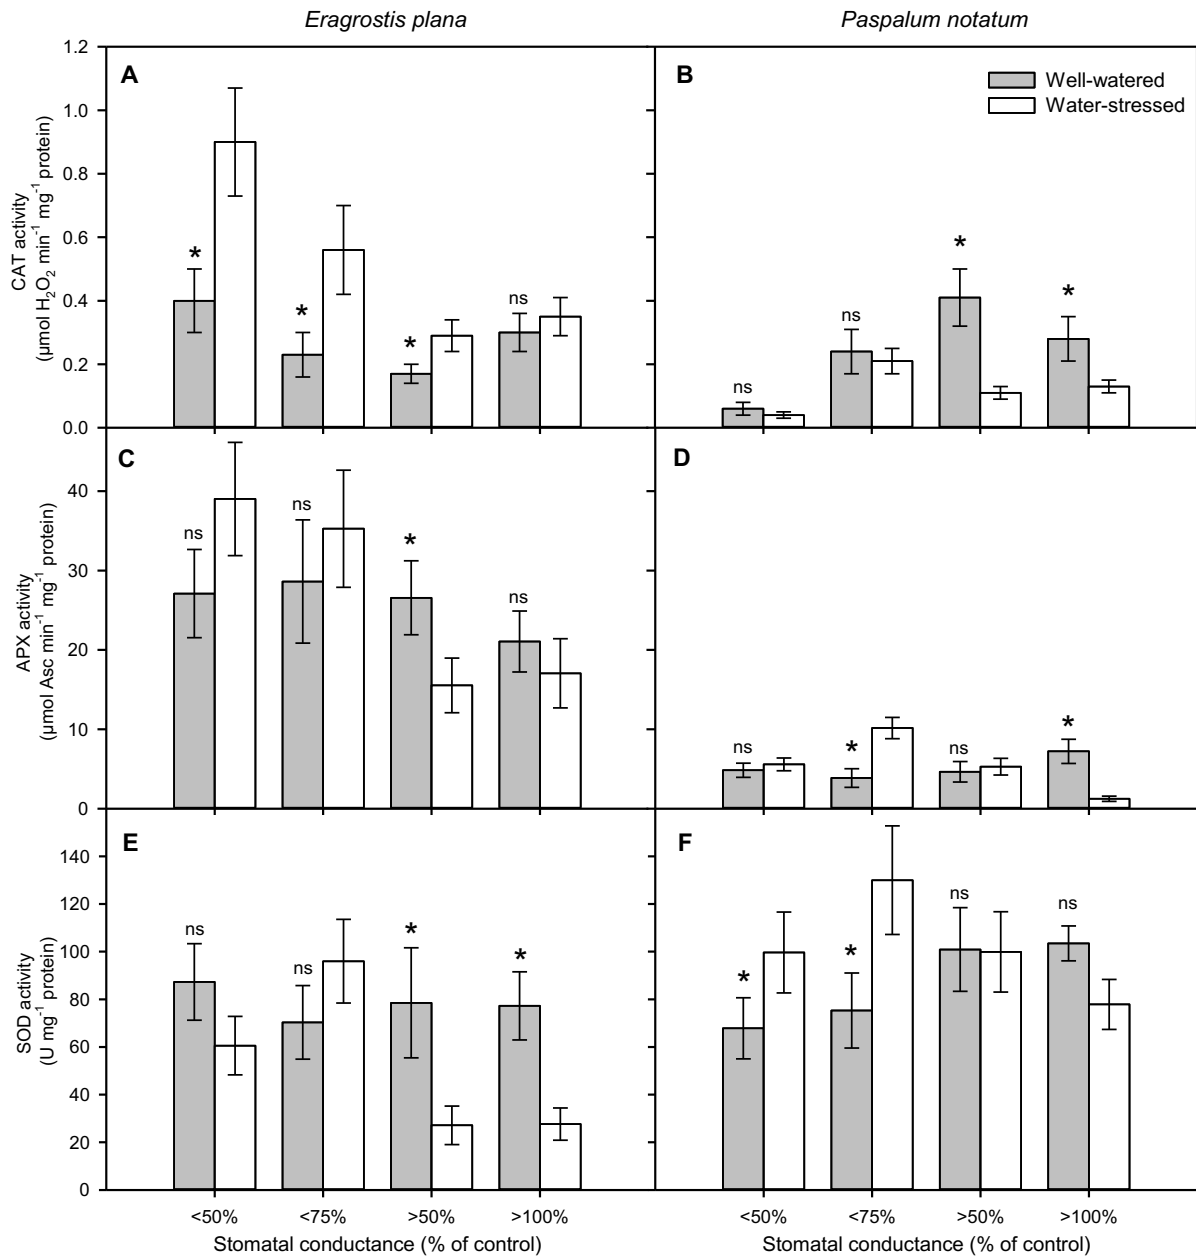 Eragrostis plana
Paspalum notatum
A
B
Well-watered
Water-stressed
CAT activity
(µmol H₂O₂ min⁻¹ mg⁻¹ protein)
1.2
1.0
0.8
0.6
0.4
0.2
0.0
*
*
*
ns
ns
ns
*
*
C
D
APX activity
(µmol Asc min⁻¹ mg⁻¹ protein)
40
30
20
10
0
ns
ns
*
ns
ns
*
ns
*
E
F
SOD activity
(U mg⁻¹ protein)
140
120
100
80
60
40
20
0
ns
ns
*
*
*
*
ns
ns
<50%
<75%
>50%
>100%
<50%
<75%
>50%
>100%
Stomatal conductance (% of control)
Stomatal conductance (% of control)